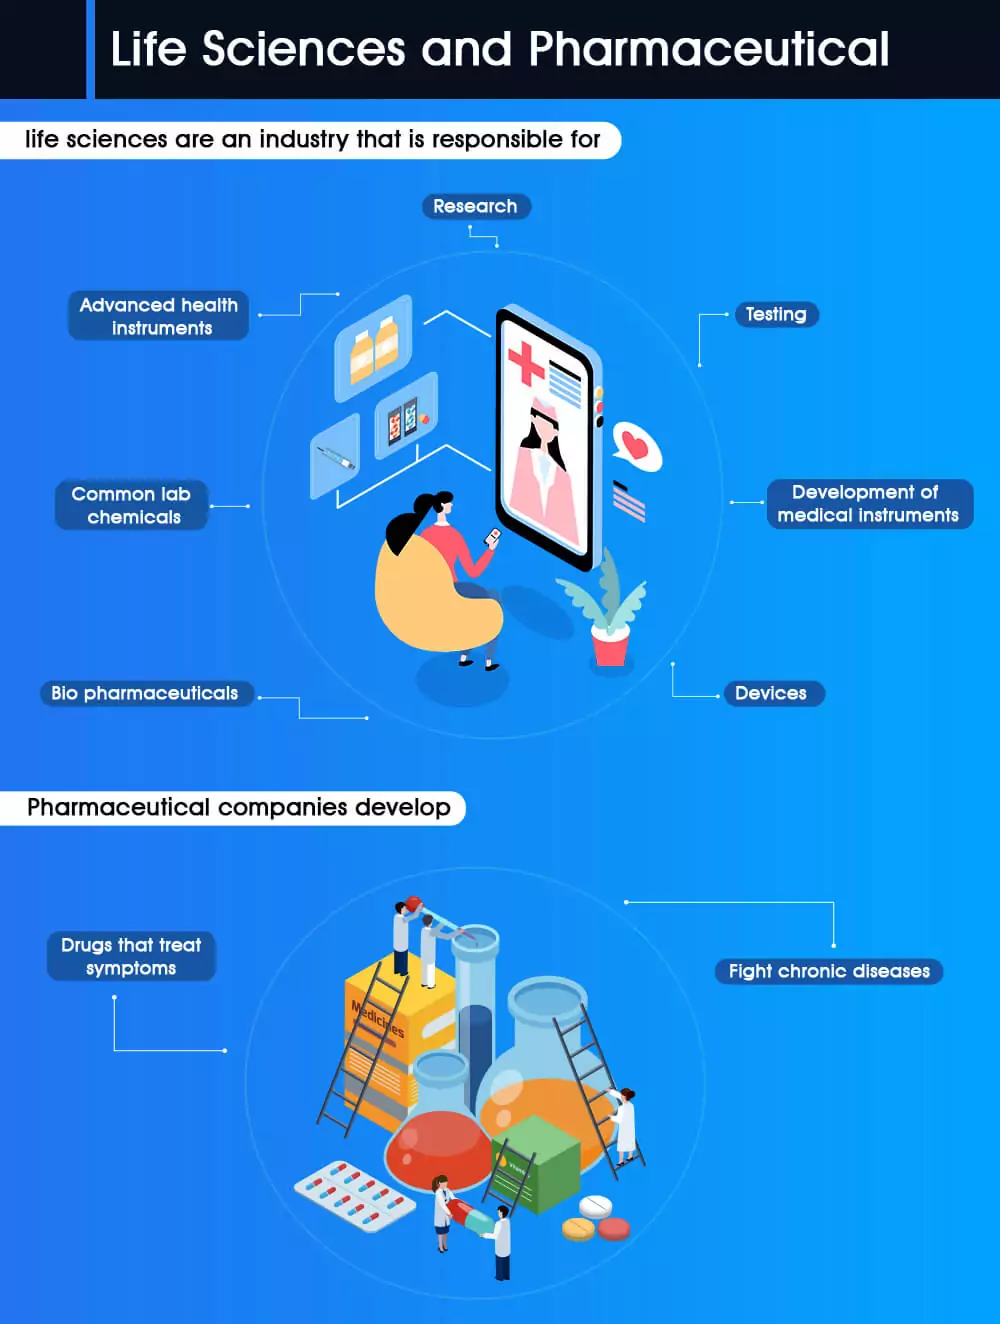 Life Sciences and Pharmaceutical
life sciences are an industry that is responsible for
Research
Advanced health
instruments
Testing
Common lab
chemicals
Development of
medical instruments
Bio pharmaceuticals
Devices
Pharmaceutical companies develop
Drugs that treat
symptoms
Fight chronic diseases
Medicines